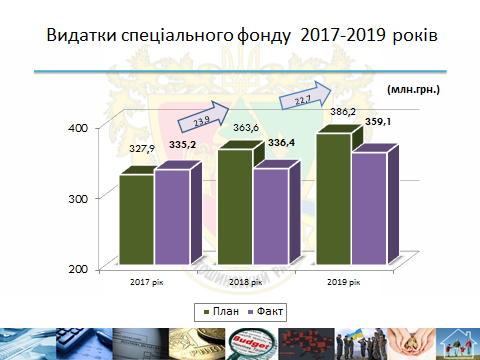 Видатки спеціального фонду 2017-2019 років
(млн.грн.)
23,9
22,7
327,9
335,2
363,6
336,4
386,2
359,1
400
300
200
2017 рік
2018 рік
2019 рік
План
Факт
Budget